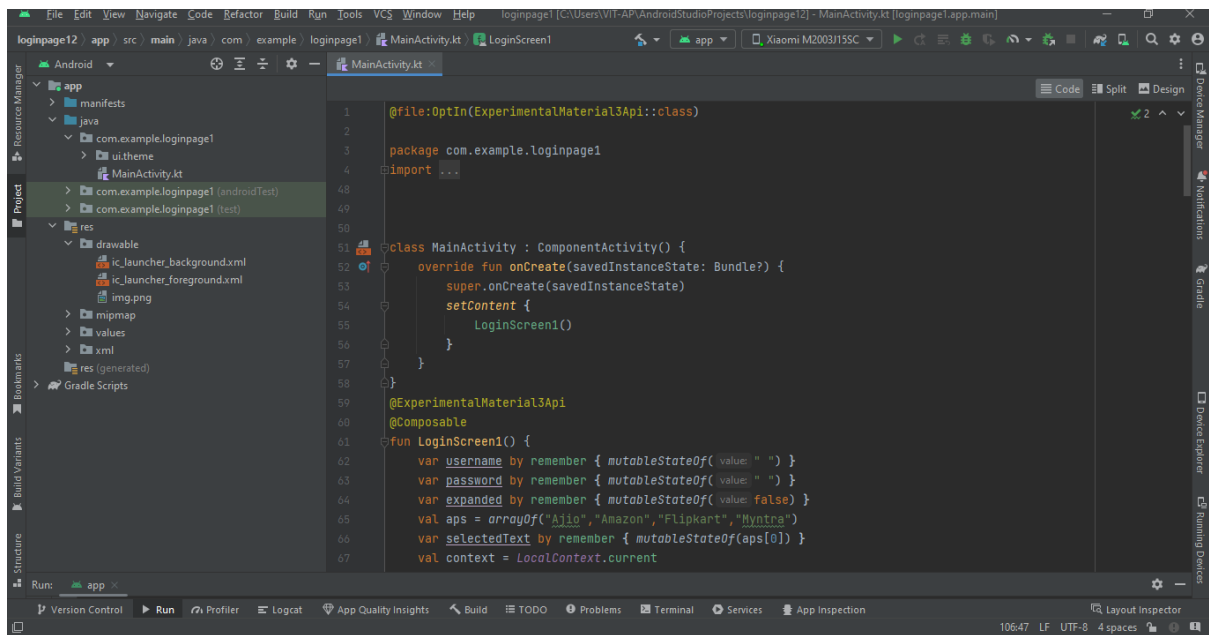 File Edit View Navigate Code Refactor Build Run Tools VCS Window Help loginpage1 [C:\Users\VIT-AP\AndroidStudioProjects\loginpage12] - MainActivity.kt [loginpage1.app.main]
loginpage12 app src main java com example loginpage1 MainActivity.kt LoginScreen1 app Xiaomi M2003J15SC
Android MainActivity.kt
Code Split Design
Resource Manager
Project
Bookmarks
Build Variants
Structure
app
manifests
java
com.example.loginpage1
ui.theme
MainActivity.kt
com.example.loginpage1 (androidTest)
com.example.loginpage1 (test)
res
drawable
ic_launcher_background.xml
ic_launcher_foreground.xml
img.png
mipmap
values
xml
res (generated)
Gradle Scripts
1 @file:OptIn(ExperimentalMaterial3Api::class)
2
3 package com.example.loginpage1
4 import ...
48
49
50
51 class MainActivity : ComponentActivity() {
52 override fun onCreate(savedInstanceState: Bundle?) {
53 super.onCreate(savedInstanceState)
54 setContent {
55 LoginScreen1()
56 }
57 }
58 }
59 @ExperimentalMaterial3Api
60 @Composable
61 fun LoginScreen1() {
62 var username by remember { mutableStateOf( value: " ") }
63 var password by remember { mutableStateOf( value: " ") }
64 var expanded by remember { mutableStateOf( value: false) }
65 val aps = arrayOf("Ajio","Amazon","Flipkart","Myntra")
66 var selectedText by remember { mutableStateOf(aps[0]) }
67 val context = LocalContext.current
2
Device Manager
Notifications
Gradle
Device Explorer
Running Devices
Run: app
Version Control Run Profiler Logcat App Quality Insights Build TODO Problems Terminal Services App Inspection Layout Inspector
106:47 LF UTF-8 4 spaces